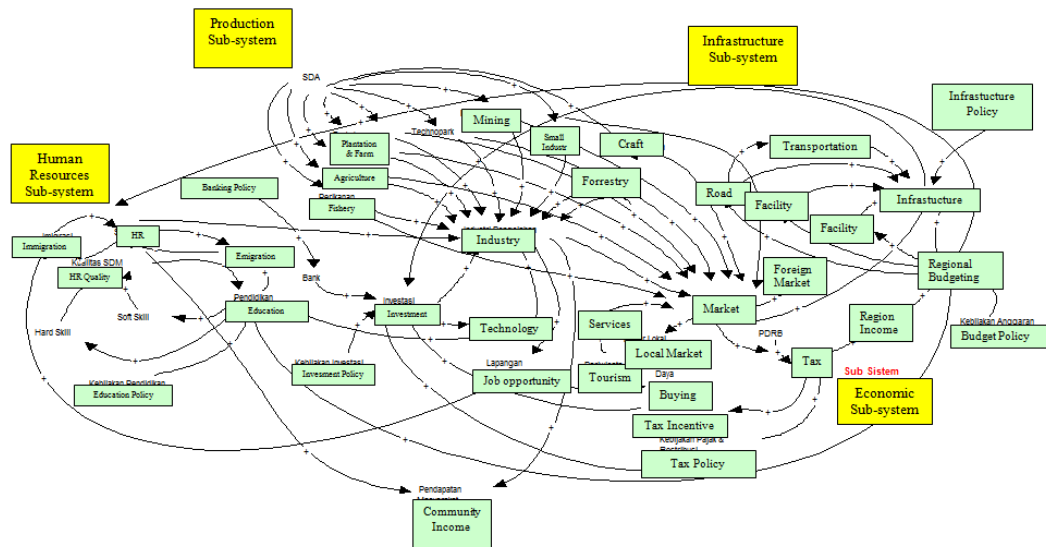 Production
Sub-system
Infrastructure
Sub-system
SDA
Infrastucture
Policy
Mining
Technopark
Small
Industr
Craft
Plantation
& Farm
Transportation
Human
Resources
Sub-system
Agriculture
Forrestry
Banking Policy
Road
Perikanan
Fishery
Facility
Infrastucture
Facility
HR
Industry
Immigration
Emigration
Kualitas SDM
HR Quality
Foreign
Market
Regional
Budgeting
Bank
Pendidikan
Education
Investasi
Investment
Market
Soft Skill
Hard Skill
Technology
Services
Region
Income
PDRB
Kebijakan Anggaran
Budget Policy
Local Market
Lapangan
Tax
Kebijakan Investasi
Invesment Policy
Job opportunity
Tourism
Daya
Sub Sistem
Kebijakan Pendidikan
Education Policy
Buying
Economic
Sub-system
Tax Incentive
Kebijakan Pajak &
Tax Policy
Pendapatan
Community
Income